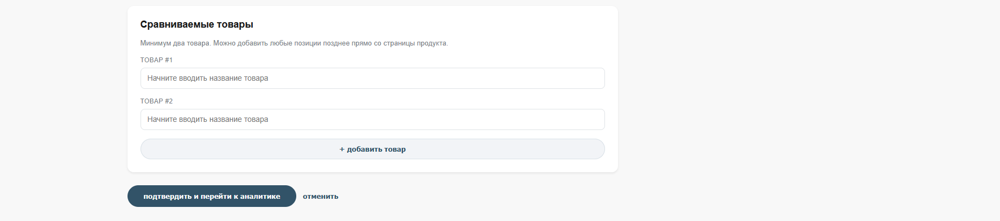 Сравниваемые товары
Минимум два товара. Можно добавить любые позиции позднее прямо со страницы продукта.
ТОВАР #1
Начните вводить название товара
ТОВАР #2
Начните вводить название товара
+ добавить товар
подтвердить и перейти к аналитике отменить